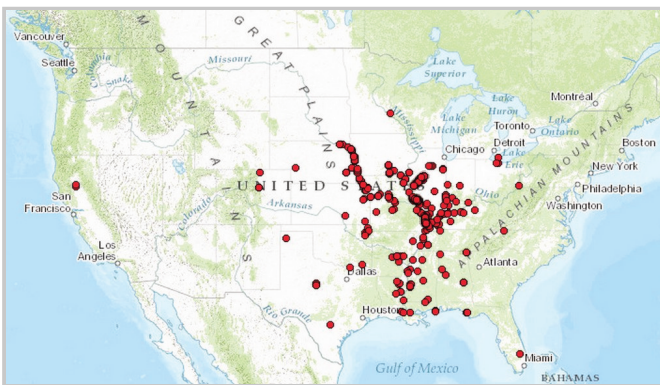 Vancouver
Seattle
Columbia
Snake
MOUNTAINS
GREAT PLAINS
Missouri
Mississippi
Lake
Superior
Lake
Michigan
Lake
Huron
Lake
Ontario
Lake
Erie
Montréal
Toronto
Boston
Chicago
Detroit
New York
Philadelphia
Washington
APPALACHIAN MOUNTAINS
UNITED STATES
Ohio
San
Francisco
Colorado
Arkansas
Los
Angeles
Dallas
Atlanta
Houston
Rio Grande
Gulf of Mexico
Miami
BAHAMAS